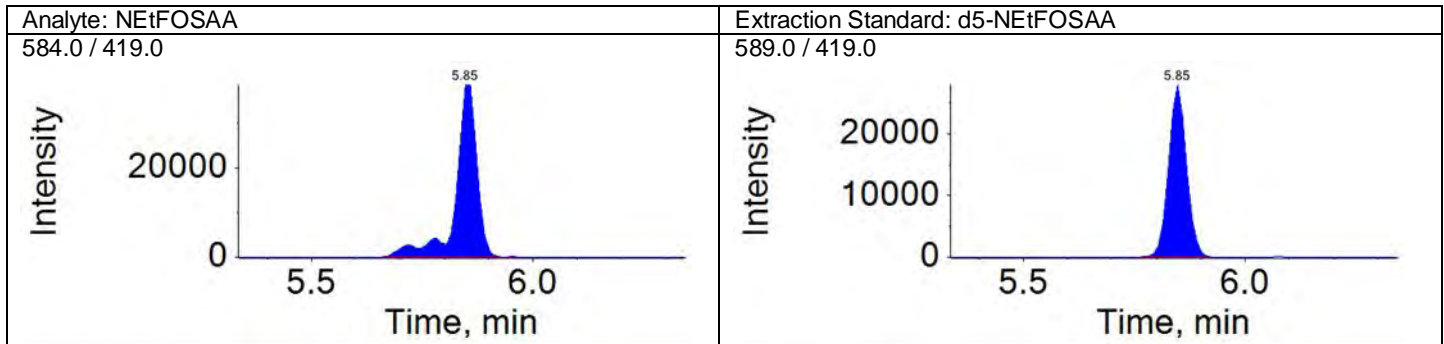 Analyte: NEtFOSAA
Extraction Standard: d5-NEtFOSAA
584.0 / 419.0
589.0 / 419.0
5.85
Intensity
20000
0
5.5
6.0
Time, min
5.85
Intensity
20000
10000
0
5.5
6.0
Time, min